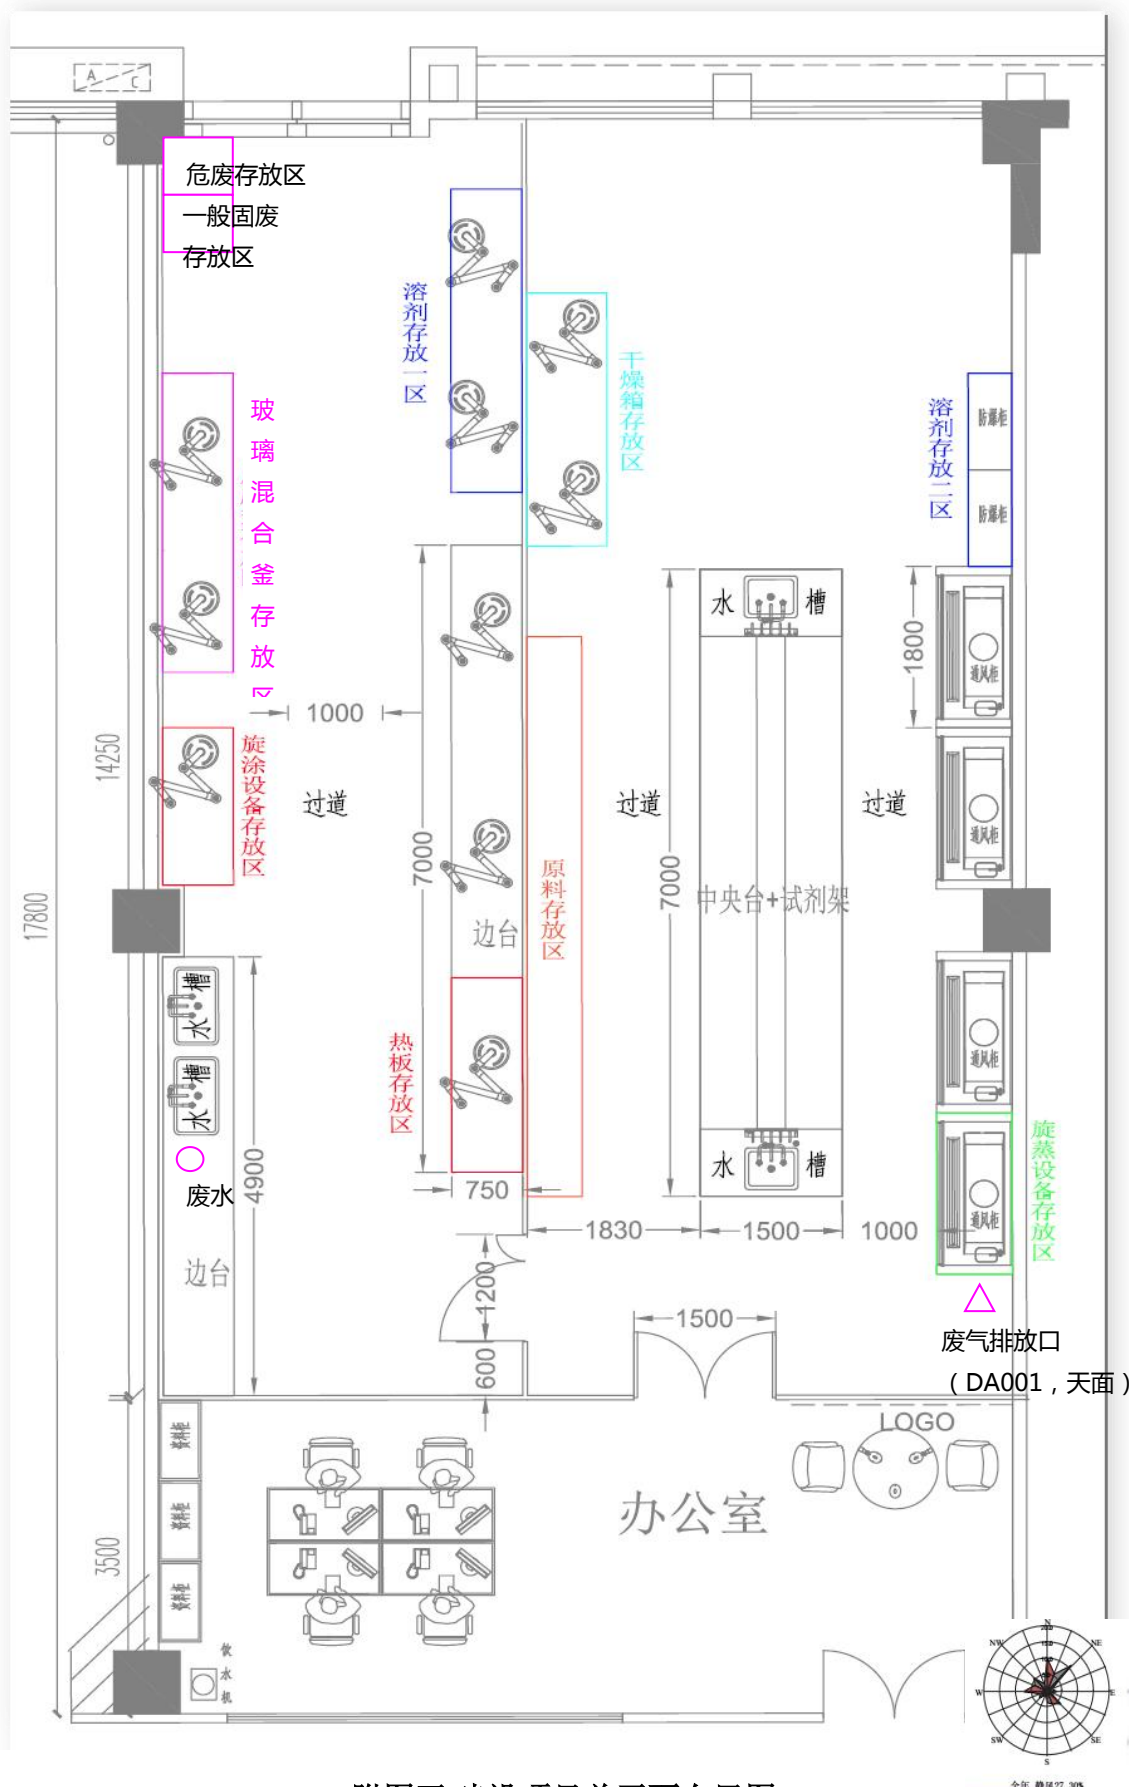 A
C
危废存放区
一般固废
存放区
溶剂存放一区
干燥箱存放区
溶剂存放二区
防爆柜
防爆柜
玻璃混合釜存放区
水
槽
1800
通风柜
1000
14250
旋涂设备存放区
过道
过道
过道
通风柜
7000
7000
原料存放区
中央台+试剂架
17800
边台
水槽
水槽
热板存放区
通风柜
废水
4900
750
水
槽
旋蒸设备存放区
通风柜
1830
1500
1000
边台
1200
1500
600
废气排放口
（DA001，天面）
LOGO
资料柜
资料柜
资料柜
办公室
3500
饮水机
N
NW
NE
W
E
SW
SE
S